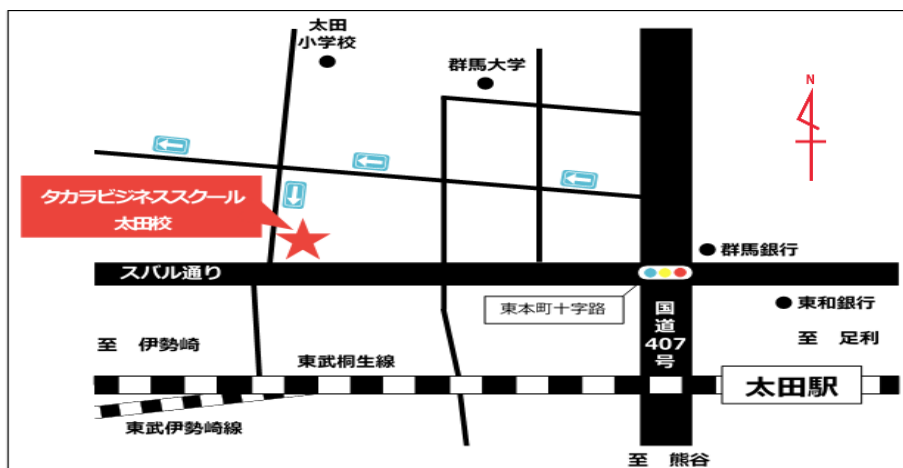 太田
小学校
群馬大学
N
タカラビジネススクール
太田校
群馬銀行
スバル通り
東本町十字路
国道407号
東和銀行
至 伊勢崎
至 足利
東武桐生線
太田駅
東武伊勢崎線
至 熊谷